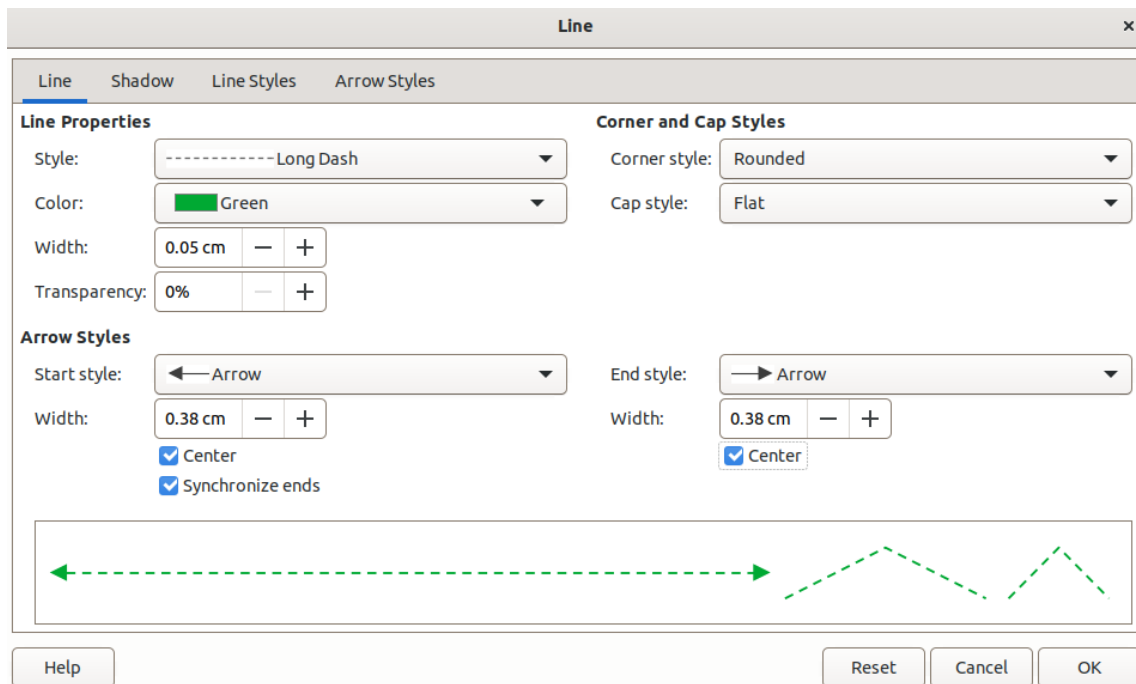 Line ×
Line Shadow Line Styles Arrow Styles
Line Properties
Style: Long Dash
Color: Green
Width: 0.05 cm − +
Transparency: 0% − +
Corner and Cap Styles
Corner style: Rounded
Cap style: Flat
Arrow Styles
Start style: Arrow
Width: 0.38 cm − +
Center
Synchronize ends
End style: Arrow
Width: 0.38 cm − +
Center
Help Reset Cancel OK